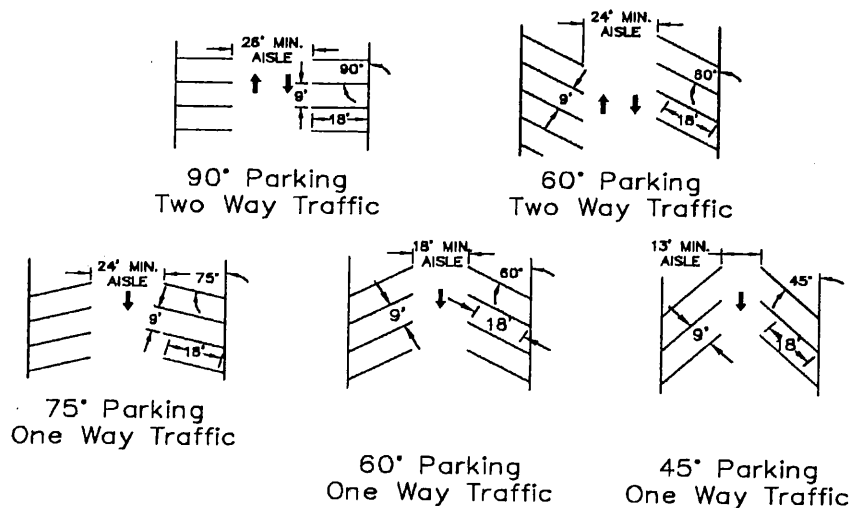 26' MIN.
AISLE
90°
9'
18'
90° Parking
Two Way Traffic
24' MIN.
AISLE
60°
9'
18'
60° Parking
Two Way Traffic
24' MIN.
AISLE
75°
9'
18'
75° Parking
One Way Traffic
18' MIN.
AISLE
60°
9'
18'
60° Parking
One Way Traffic
13' MIN.
AISLE
45°
9'
18'
45° Parking
One Way Traffic